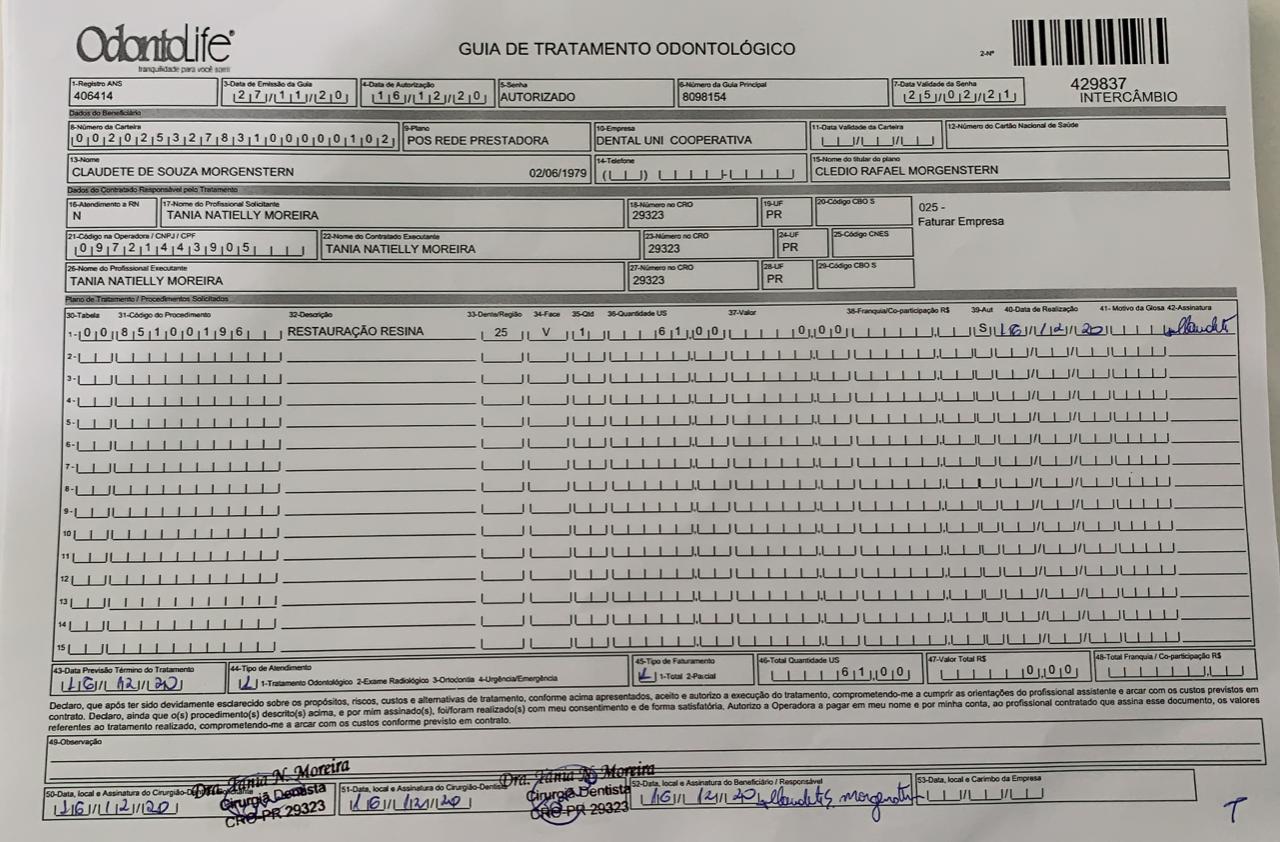 OdontoLife®
tranquilidade para você sorrir
GUIA DE TRATAMENTO ODONTOLÓGICO
2-Nº
429837
INTERCÂMBIO
1-Registro ANS 3-Data de Emissão da Guia 4-Data de Autorização 5-Senha 6-Número da Guia Principal 7-Data Validade da Senha
406414 27/11/20 16/12/20 AUTORIZADO 8098154 25/02/21
Dados do Beneficiário
8-Número da Carteira 9-Plano 10-Empresa 11-Data Validade da Carteira 12-Número do Cartão Nacional de Saúde
00202532783100000102 POS REDE PRESTADORA DENTAL UNI COOPERATIVA
13-Nome 14-Telefone 15-Nome do titular do plano
CLAUDETE DE SOUZA MORGENSTERN 02/06/1979 CLEDIO RAFAEL MORGENSTERN
Dados do Contratado Responsável pelo Tratamento
16-Atendimento a RN 17-Nome do Profissional Solicitante 18-Número no CRO 19-UF 20-Código CBO S
N TANIA NATIELLY MOREIRA 29323 PR
025 -
Faturar Empresa
21-Código na Operadora / CNPJ / CPF 22-Nome do Contratado Executante 23-Número no CRO 24-UF 25-Código CNES
09721443905 TANIA NATIELLY MOREIRA 29323 PR
26-Nome do Profissional Executante 27-Número no CRO 28-UF 29-Código CBO S
TANIA NATIELLY MOREIRA 29323 PR
Plano de Tratamento / Procedimentos Solicitados
30-Tabela 31-Código do Procedimento 32-Descrição 33-Dente/Região 34-Face 35-Qtd 36-Quantidade US 37-Valor 38-Franquia/Co-participação R$ 39-Aut 40-Data de Realização 41- Motivo da Glosa 42-Assinatura
1- 00 85100196 RESTAURAÇÃO RESINA 25 V 1 61,00 0,00 S 16/12/20 Claudete
2-
3-
4-
5-
6-
7-
8-
9-
10
11
12
13
14
15
43-Data Previsão Término do Tratamento 44-Tipo de Atendimento 45-Tipo de Faturamento 46-Total Quantidade US 47-Valor Total R$ 48-Total Franquia / Co-participação R$
16/12/20 1 1-Tratamento Odontológico 2-Exame Radiológico 3-Ortodontia 4-Urgência/Emergência 1 1-Total 2-Parcial 61,00 0,00
Declaro, que após ter sido devidamente esclarecido sobre os propósitos, riscos, custos e alternativas de tratamento, conforme acima apresentados, aceito e autorizo a execução do tratamento, comprometendo-me a cumprir as orientações do profissional assistente e arcar com os custos previstos em
contrato. Declaro, ainda que o(s) procedimento(s) descrito(s) acima, e por mim assinado(s), foi/foram realizado(s) com meu consentimento e de forma satisfatória. Autorizo a Operadora a pagar em meu nome e por minha conta, ao profissional contratado que assina esse documento, os valores
referentes ao tratamento realizado, comprometendo-me a arcar com os custos conforme previsto em contrato.
49-Observação
50-Data, local e Assinatura do Cirurgião-Dentista 51-Data, local e Assinatura do Cirurgião-Dentista 52-Data, local e Assinatura do Beneficiário / Responsável 53-Data, local e Carimbo da Empresa
16/12/20 16/12/20 16/12/20 Claudete S Morgenstern
Dra. Tânia N. Moreira
Cirurgiã Dentista
CRO-PR 29323
Dra. Tânia N. Moreira
Cirurgiã Dentista
CRO-PR 29323
T